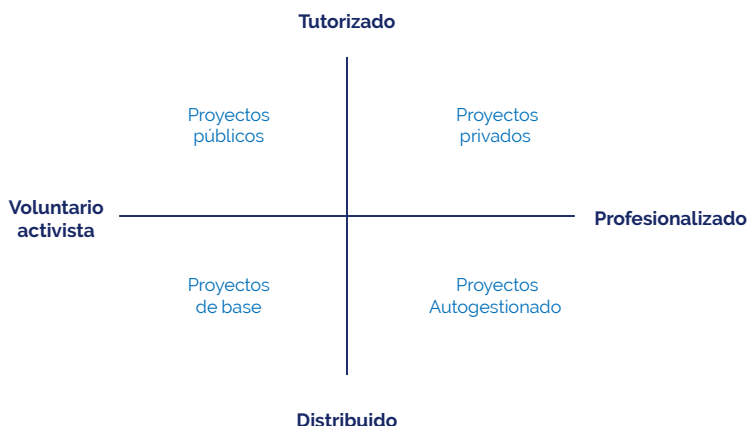 Tutorizado
Proyectos
públicos
Proyectos
privados
Voluntario
activista
Profesionalizado
Proyectos
de base
Proyectos
Autogestionado
Distribuido